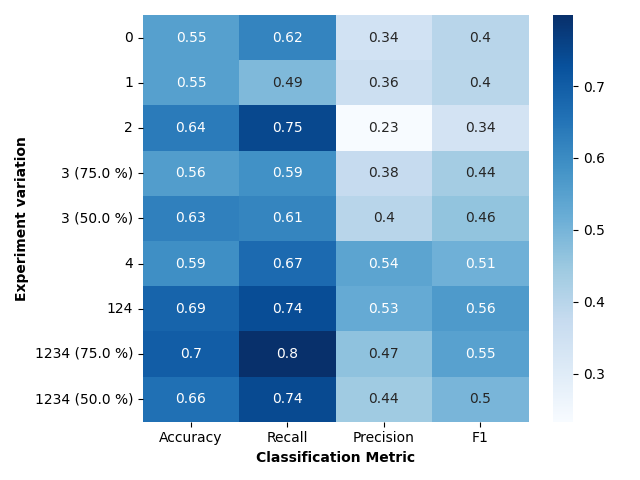 0 0.55 0.62 0.34 0.4
1 0.55 0.49 0.36 0.4
0.7
2 0.64 0.75 0.23 0.34
0.6
3 (75.0 %) 0.56 0.59 0.38 0.44
3 (50.0 %) 0.63 0.61 0.4 0.46
0.5
4 0.59 0.67 0.54 0.51
0.4
124 0.69 0.74 0.53 0.56
1234 (75.0 %) 0.7 0.8 0.47 0.55
0.3
1234 (50.0 %) 0.66 0.74 0.44 0.5
Experiment variation
Accuracy Recall Precision F1
Classification Metric